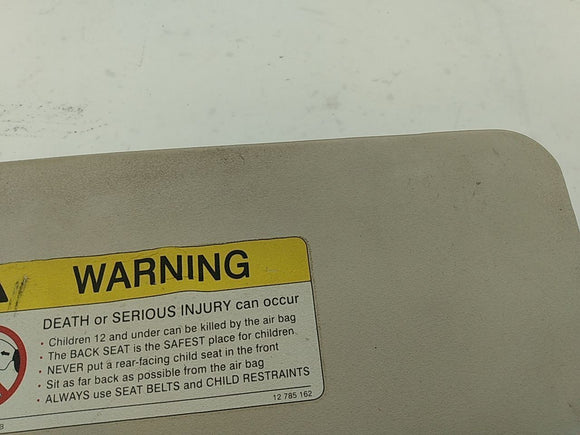 WARNING
DEATH or SERIOUS INJURY can occur
• Children 12 and under can be killed by the air bag
• The BACK SEAT is the SAFEST place for children
• NEVER put a rear-facing child seat in the front
• Sit as far back as possible from the air bag
• ALWAYS use SEAT BELTS and CHILD RESTRAINTS
12 785 162